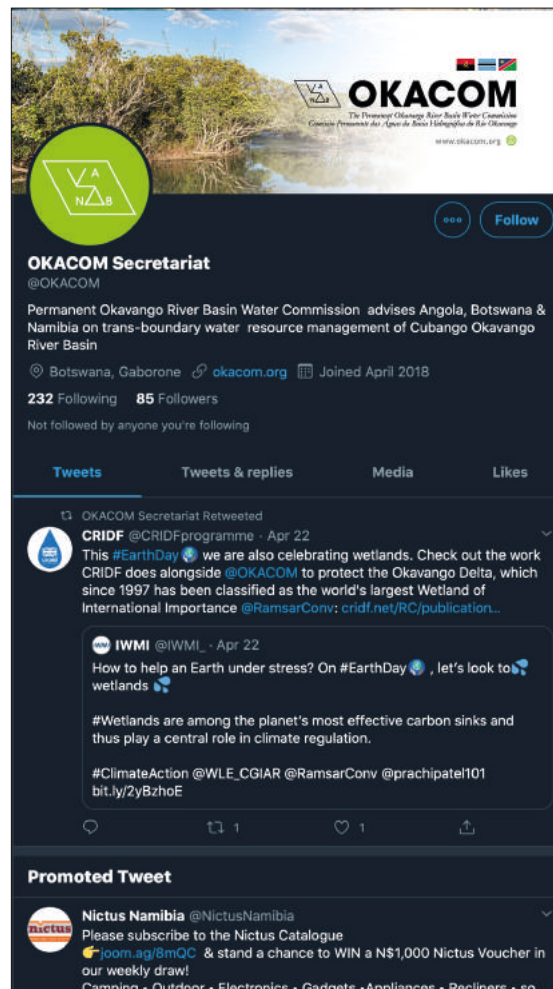 OKACOM
The Permanent Okavango River Basin Water Commission
Comissão Permanente das Águas da Bacia Hidrográfica do Rio Okavango
www.okacom.org
V A
N B
Follow
OKACOM Secretariat
@OKACOM
Permanent Okavango River Basin Water Commission advises Angola, Botswana &
Namibia on trans-boundary water resource management of Cubango Okavango
River Basin
Botswana, Gaborone okacom.org Joined April 2018
232 Following 85 Followers
Not followed by anyone you're following
Tweets Tweets & replies Media Likes
OKACOM Secretariat Retweeted
CRIDF @CRIDFprogramme · Apr 22
This #EarthDay🌍 we are also celebrating wetlands. Check out the work
CRIDF does alongside @OKACOM to protect the Okavango Delta, which
since 1997 has been classified as the world's largest Wetland of
International Importance @RamsarConv: cridf.net/RC/publication...
IWMI @IWMI_ · Apr 22
How to help an Earth under stress? On #EarthDay🌍 , let's look to💦
wetlands 💦
#Wetlands are among the planet's most effective carbon sinks and
thus play a central role in climate regulation.
#ClimateAction @WLE_CGIAR @RamsarConv @prachipatel101
bit.ly/2yBzhoE
1 1
Promoted Tweet
nictus
Nictus Namibia @NictusNamibia
Please subscribe to the Nictus Catalogue
👉joom.ag/8mQC & stand a chance to WIN a N$1,000 Nictus Voucher in
our weekly draw!
Camping • Outdoor • Electronics • Gadgets •Appliances • Recliners • so